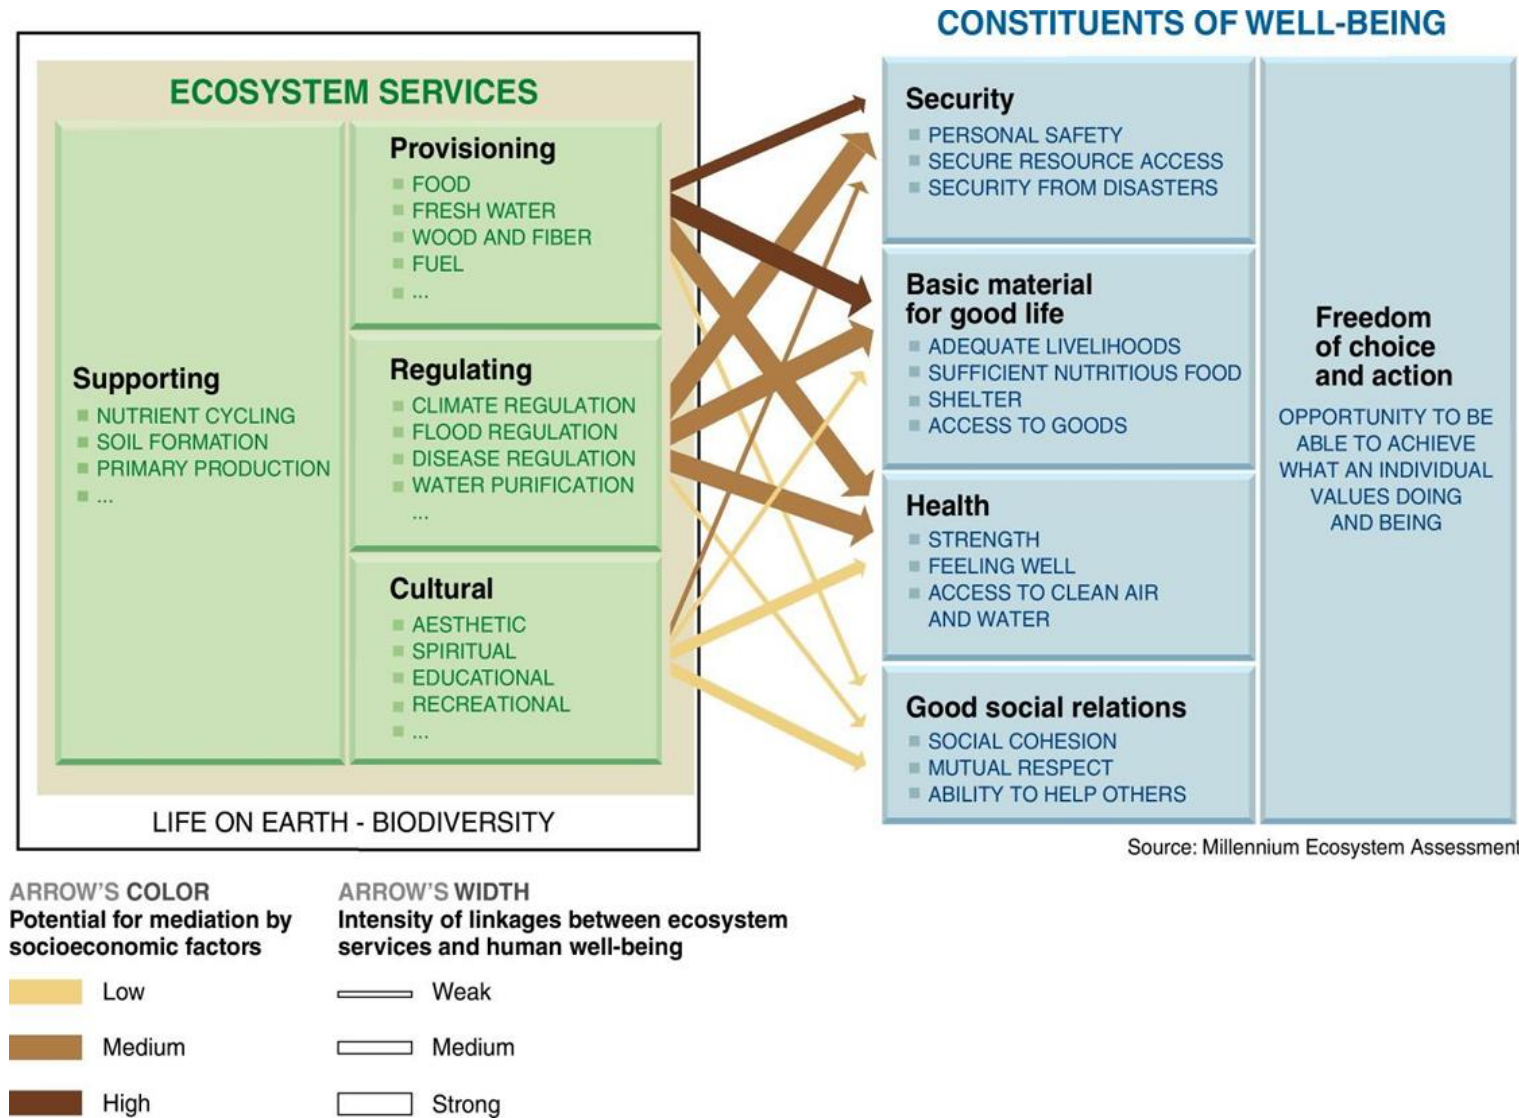 CONSTITUENTS OF WELL-BEING
ECOSYSTEM SERVICES
Supporting
NUTRIENT CYCLING
SOIL FORMATION
PRIMARY PRODUCTION
...
Provisioning
FOOD
FRESH WATER
WOOD AND FIBER
FUEL
...
Regulating
CLIMATE REGULATION
FLOOD REGULATION
DISEASE REGULATION
WATER PURIFICATION
...
Cultural
AESTHETIC
SPIRITUAL
EDUCATIONAL
RECREATIONAL
...
LIFE ON EARTH - BIODIVERSITY
Security
PERSONAL SAFETY
SECURE RESOURCE ACCESS
SECURITY FROM DISASTERS
Basic material
for good life
ADEQUATE LIVELIHOODS
SUFFICIENT NUTRITIOUS FOOD
SHELTER
ACCESS TO GOODS
Health
STRENGTH
FEELING WELL
ACCESS TO CLEAN AIR
AND WATER
Good social relations
SOCIAL COHESION
MUTUAL RESPECT
ABILITY TO HELP OTHERS
Freedom
of choice
and action
OPPORTUNITY TO BE
ABLE TO ACHIEVE
WHAT AN INDIVIDUAL
VALUES DOING
AND BEING
Source: Millennium Ecosystem Assessment
ARROW'S COLOR
Potential for mediation by
socioeconomic factors
Low
Medium
High
ARROW'S WIDTH
Intensity of linkages between ecosystem
services and human well-being
Weak
Medium
Strong